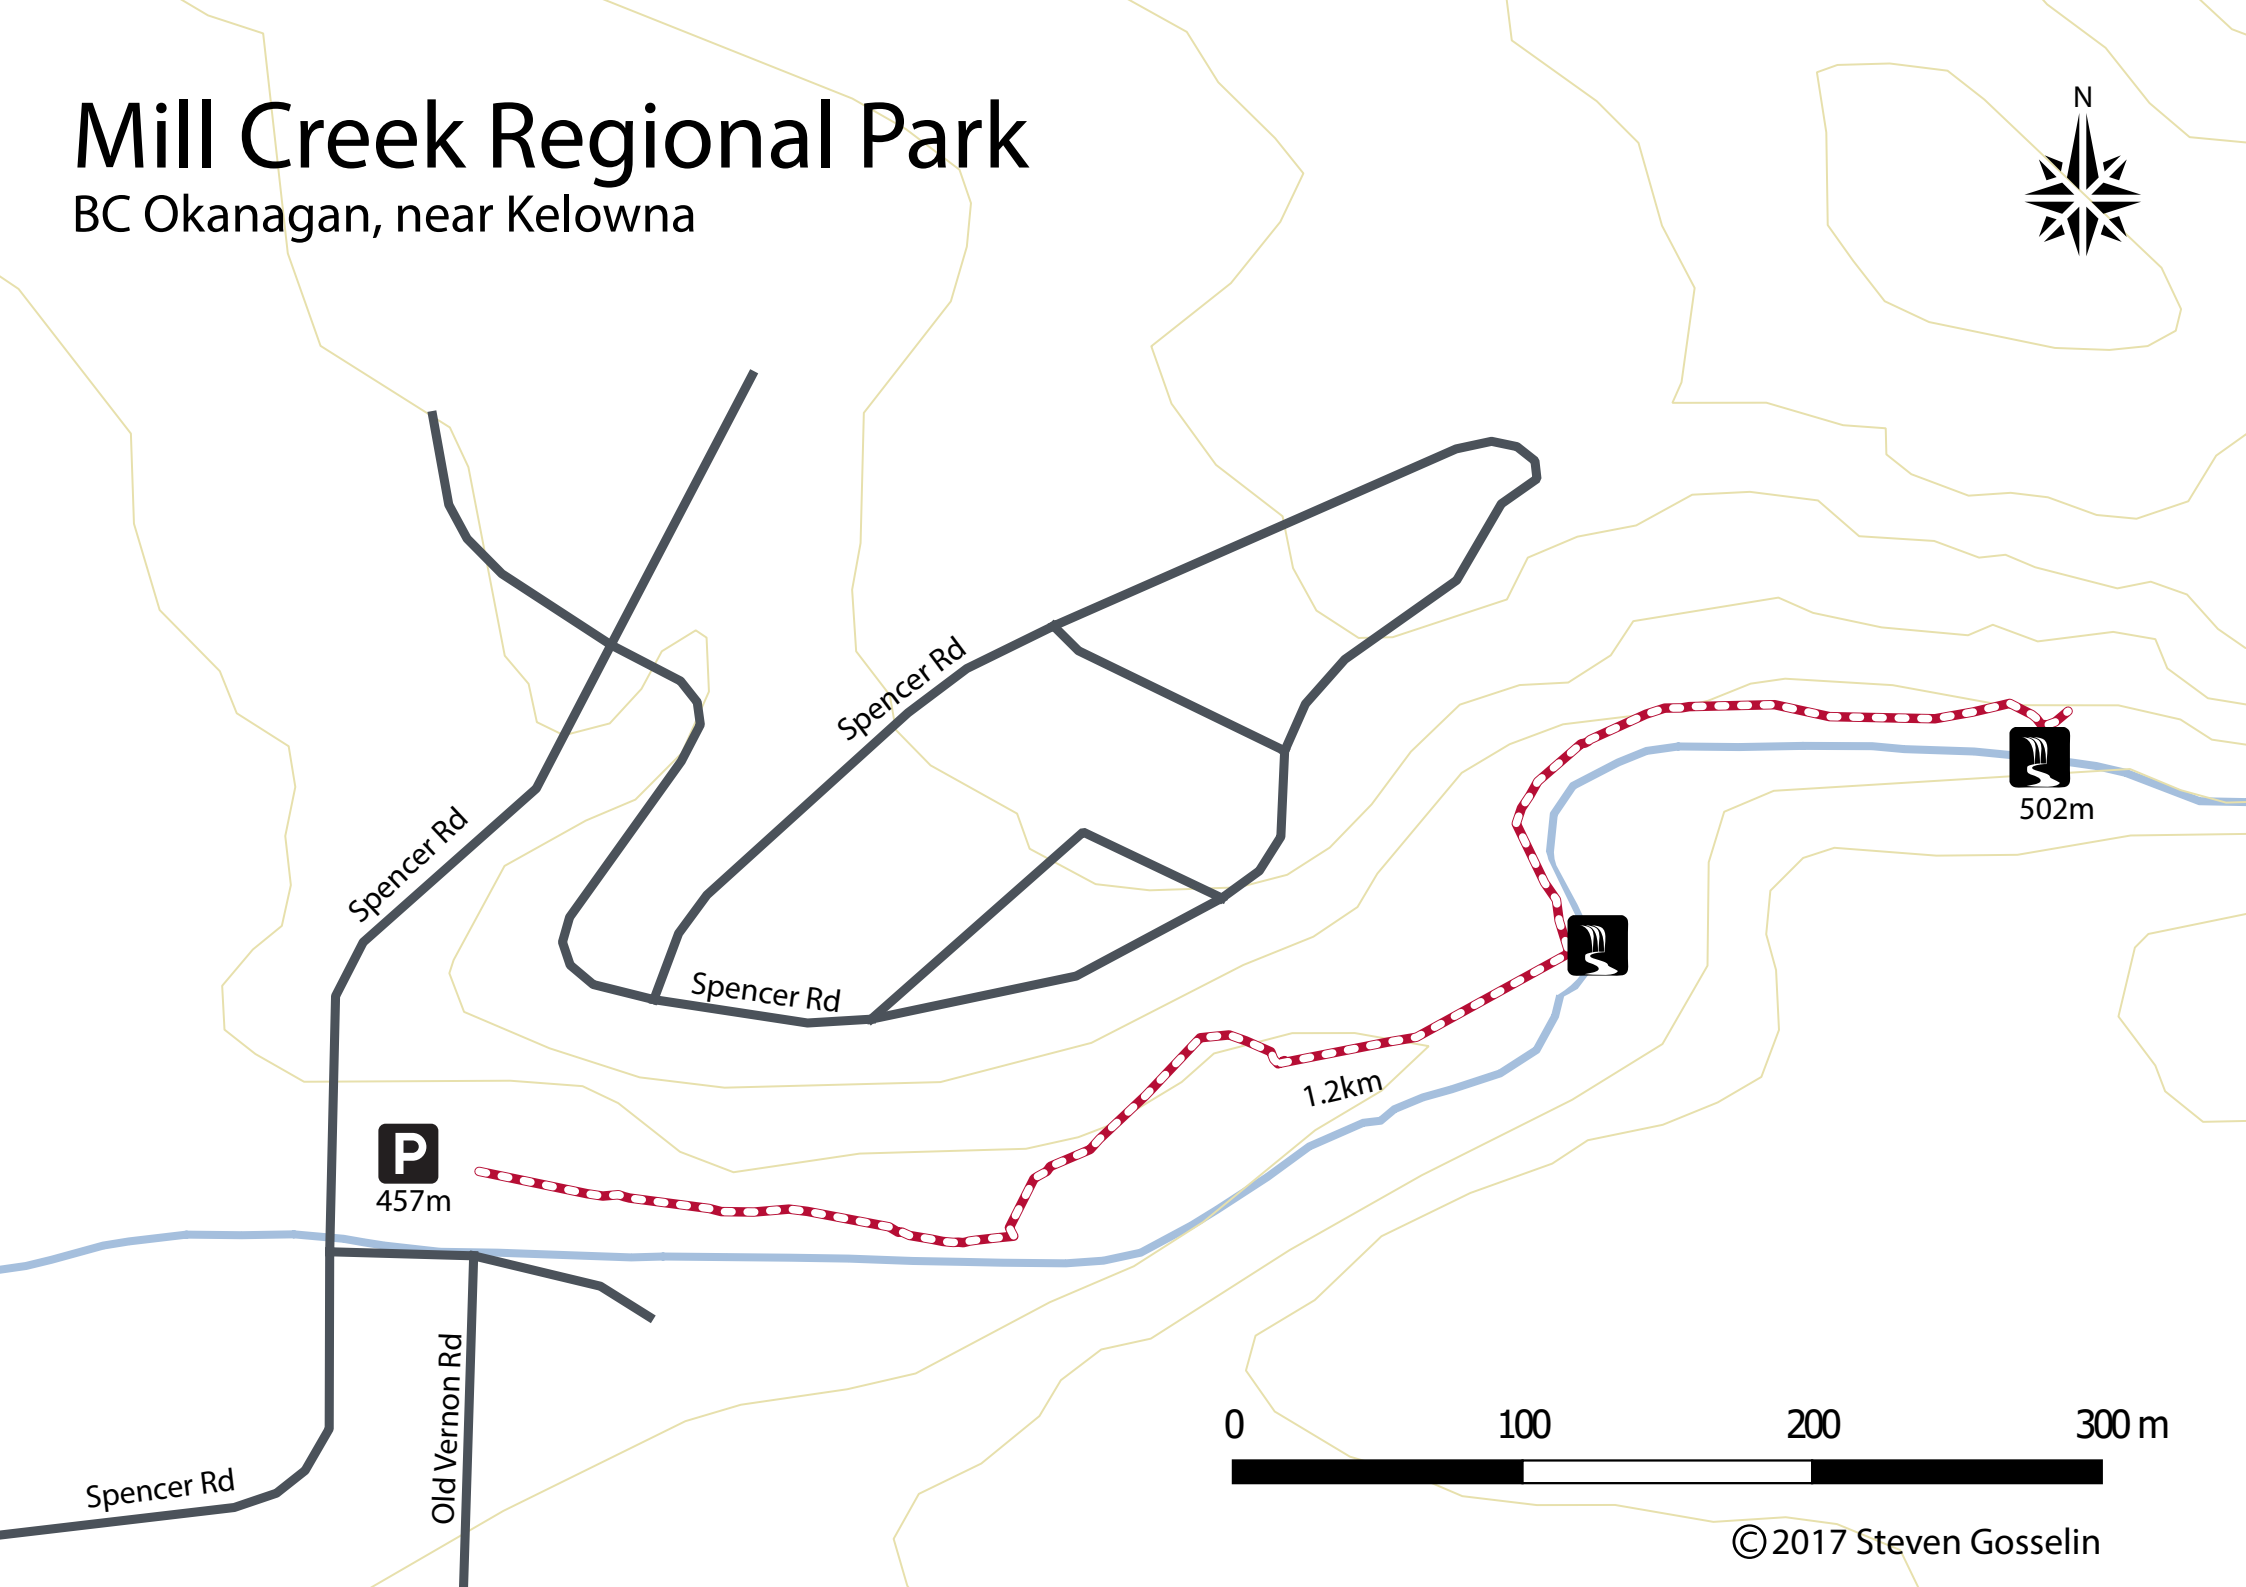 Mill Creek Regional Park
BC Okanagan, near Kelowna
N
Spencer Rd
Spencer Rd
502m
Spencer Rd
1.2km
P
457m
Old Vernon Rd
Spencer Rd
0 100 200 300 m
©2017 Steven Gosselin